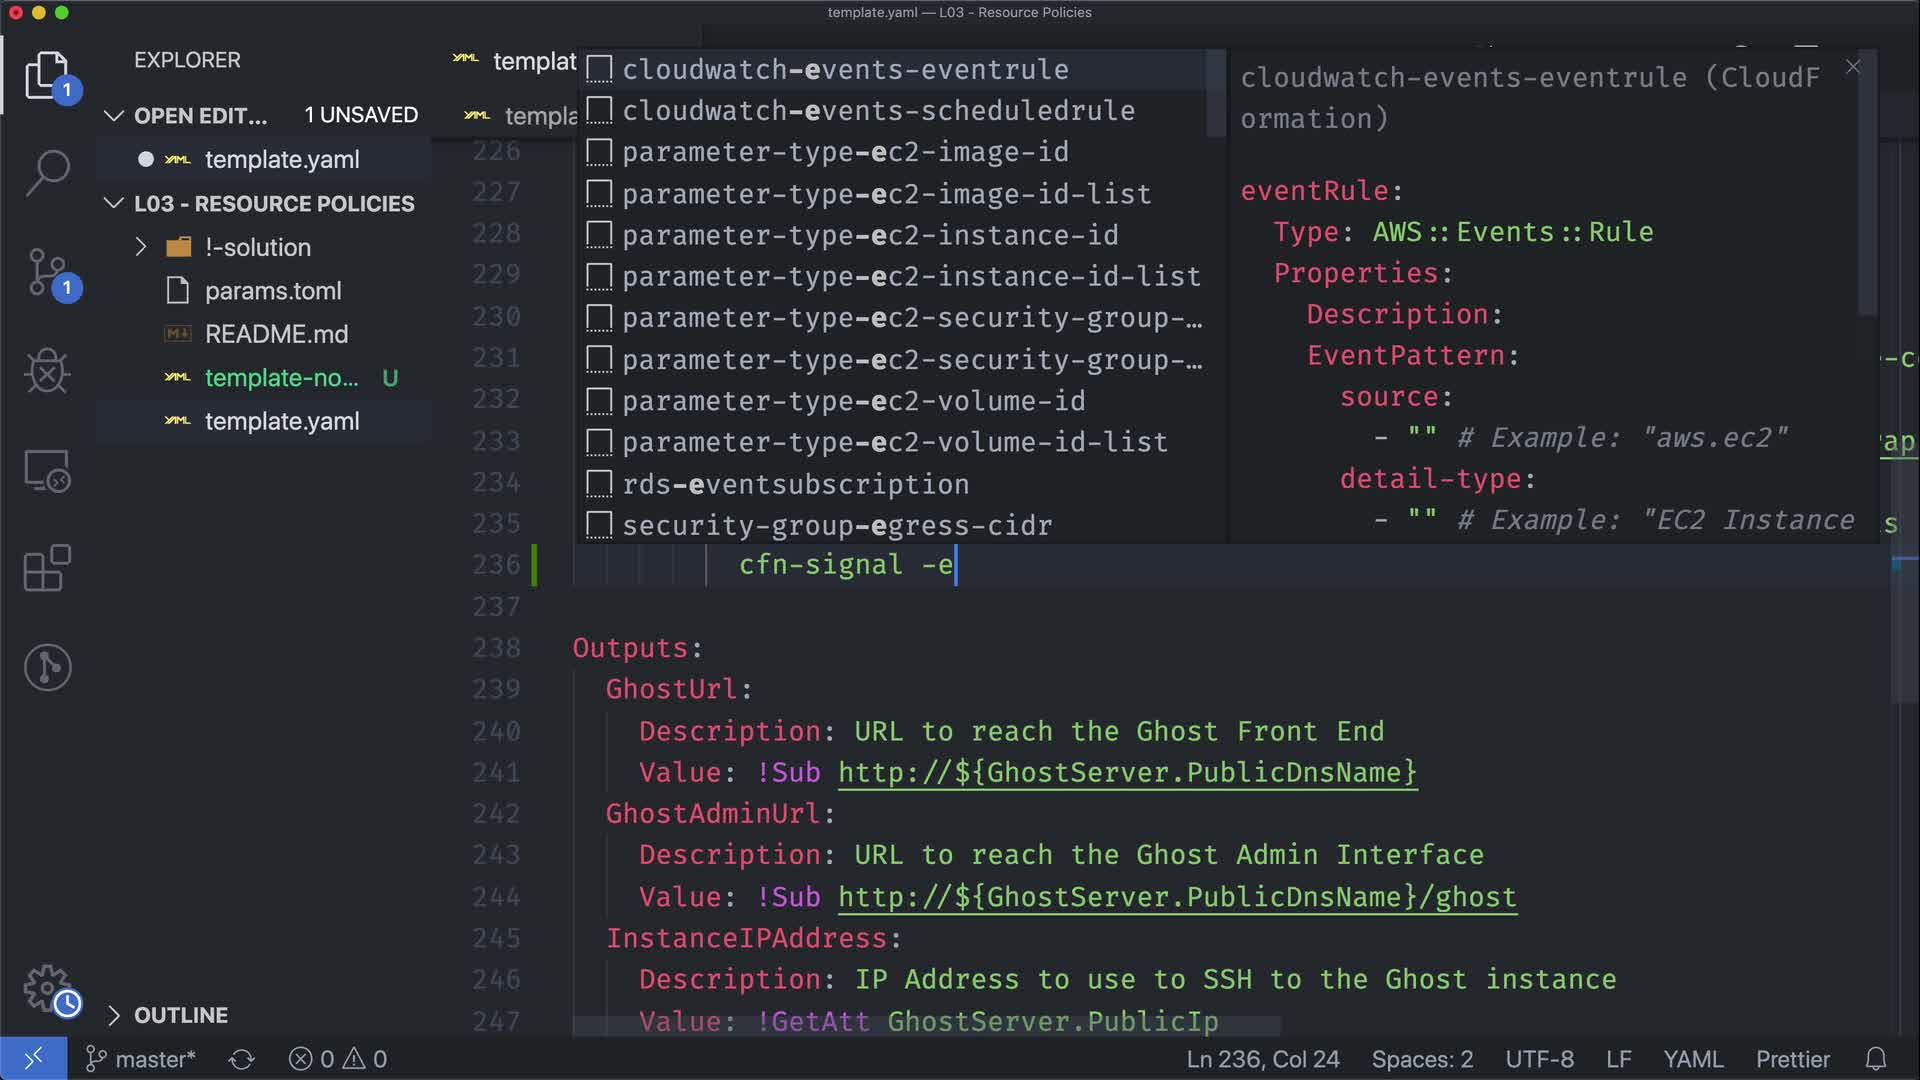 template.yaml — L03 - Resource Policies
EXPLORER
1
OPEN EDIT... 1 UNSAVED
YAML template.yaml
L03 - RESOURCE POLICIES
!-solution
params.toml
README.md
YAML template-no... U
YAML template.yaml
1
OUTLINE
YAML templat
YAML templa
226
227
228
229
230
231
232
233
234
235
cloudwatch-events-eventrule
cloudwatch-events-scheduledrule
parameter-type-ec2-image-id
parameter-type-ec2-image-id-list
parameter-type-ec2-instance-id
parameter-type-ec2-instance-id-list
parameter-type-ec2-security-group-…
parameter-type-ec2-security-group-…
parameter-type-ec2-volume-id
parameter-type-ec2-volume-id-list
rds-eventsubscription
security-group-egress-cidr
cloudwatch-events-eventrule (CloudF
ormation)
eventRule:
Type: AWS::Events::Rule
Properties:
Description:
EventPattern:
source:
- "" # Example: "aws.ec2"
detail-type:
- "" # Example: "EC2 Instance
-c
ap
s
236 cfn-signal -e
237
238 Outputs:
239 GhostUrl:
240 Description: URL to reach the Ghost Front End
241 Value: !Sub http://${GhostServer.PublicDnsName}
242 GhostAdminUrl:
243 Description: URL to reach the Ghost Admin Interface
244 Value: !Sub http://${GhostServer.PublicDnsName}/ghost
245 InstanceIPAddress:
246 Description: IP Address to use to SSH to the Ghost instance
247 Value: !GetAtt GhostServer.PublicIp
master* 0 0 Ln 236, Col 24 Spaces: 2 UTF-8 LF YAML Prettier